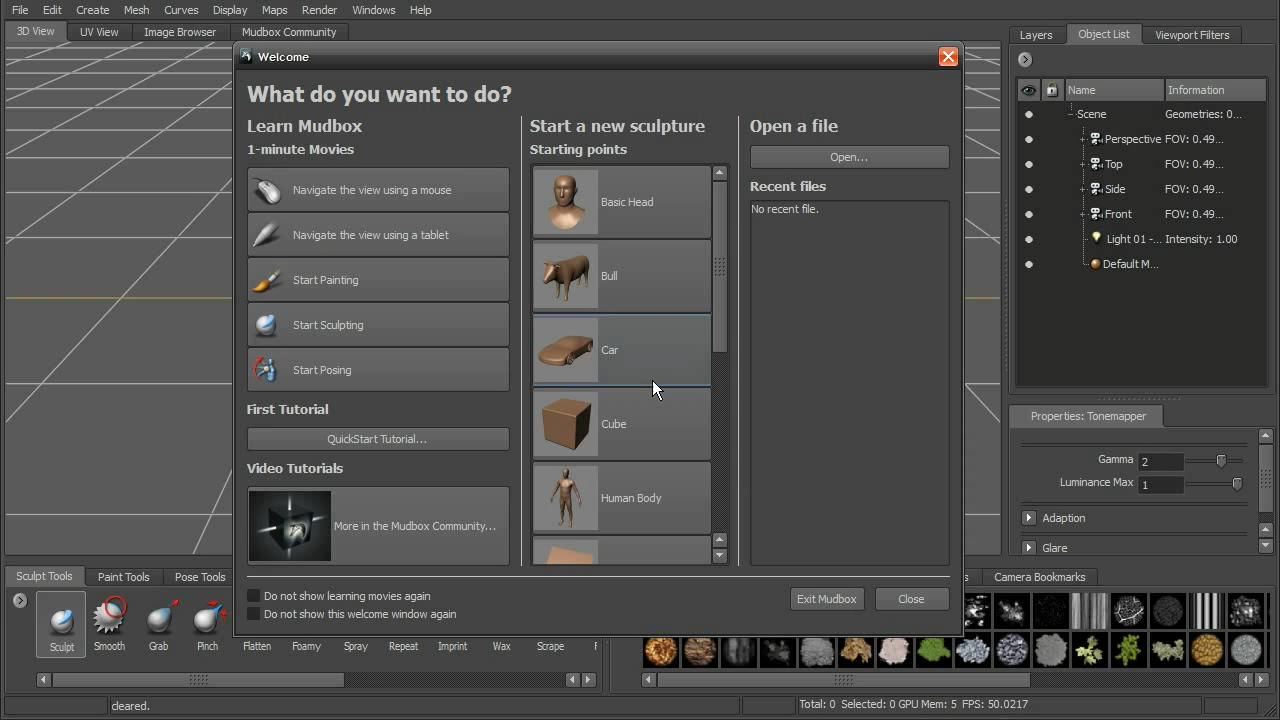 File Edit Create Mesh Curves Display Maps Render Windows Help
3D View UV View Image Browser Mudbox Community
Layers Object List Viewport Filters
Welcome
What do you want to do?
Learn Mudbox
1-minute Movies
Navigate the view using a mouse
Navigate the view using a tablet
Start Painting
Start Sculpting
Start Posing
First Tutorial
QuickStart Tutorial...
Video Tutorials
More in the Mudbox Community...
Start a new sculpture
Starting points
Basic Head
Bull
Car
Cube
Human Body
Open a file
Open...
Recent files
No recent file.
Do not show learning movies again
Do not show this welcome window again
Exit Mudbox Close
Name Information
Scene Geometries: 0...
Perspective FOV: 0.49...
Top FOV: 0.49...
Side FOV: 0.49...
Front FOV: 0.49...
Light 01 -... Intensity: 1.00
Default M...
Properties: Tonemapper
Gamma 2
Luminance Max 1
Adaption
Glare
Sculpt Tools Paint Tools Pose Tools
s Camera Bookmarks
Sculpt Smooth Grab Pinch Flatten Foamy Spray Repeat Imprint Wax Scrape F
cleared.
Total: 0 Selected: 0 GPU Mem: 5 FPS: 50.0217